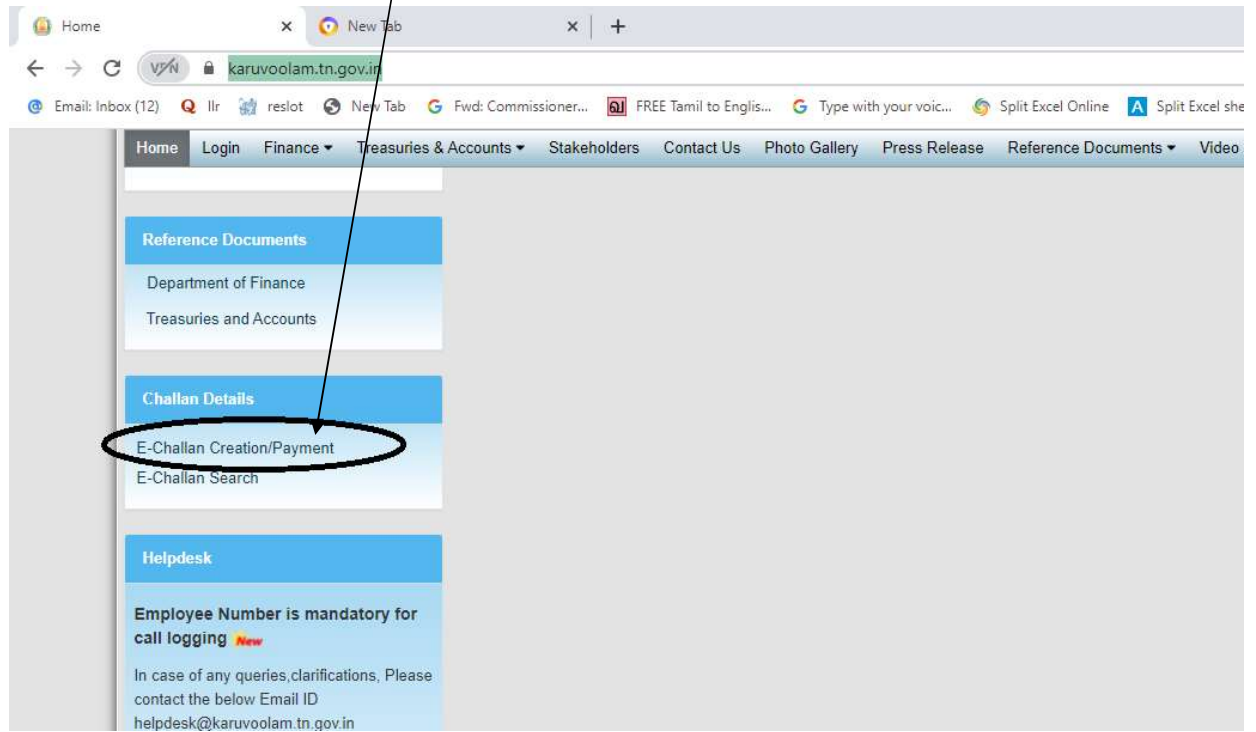 Home
New Tab
VPN karuvoolam.tn.gov.in
Email: Inbox (12) Q llr reslot New Tab G Fwd: Commissioner... ல FREE Tamil to Englis... G Type with your voic... Split Excel Online A Split Excel she
Home Login Finance Treasuries & Accounts Stakeholders Contact Us Photo Gallery Press Release Reference Documents Video
Reference Documents
Department of Finance
Treasuries and Accounts
Challan Details
E-Challan Creation/Payment
E-Challan Search
Helpdesk
Employee Number is mandatory for
call logging New
In case of any queries,clarifications, Please
contact the below Email ID
helpdesk@karuvoolam.tn.gov.in